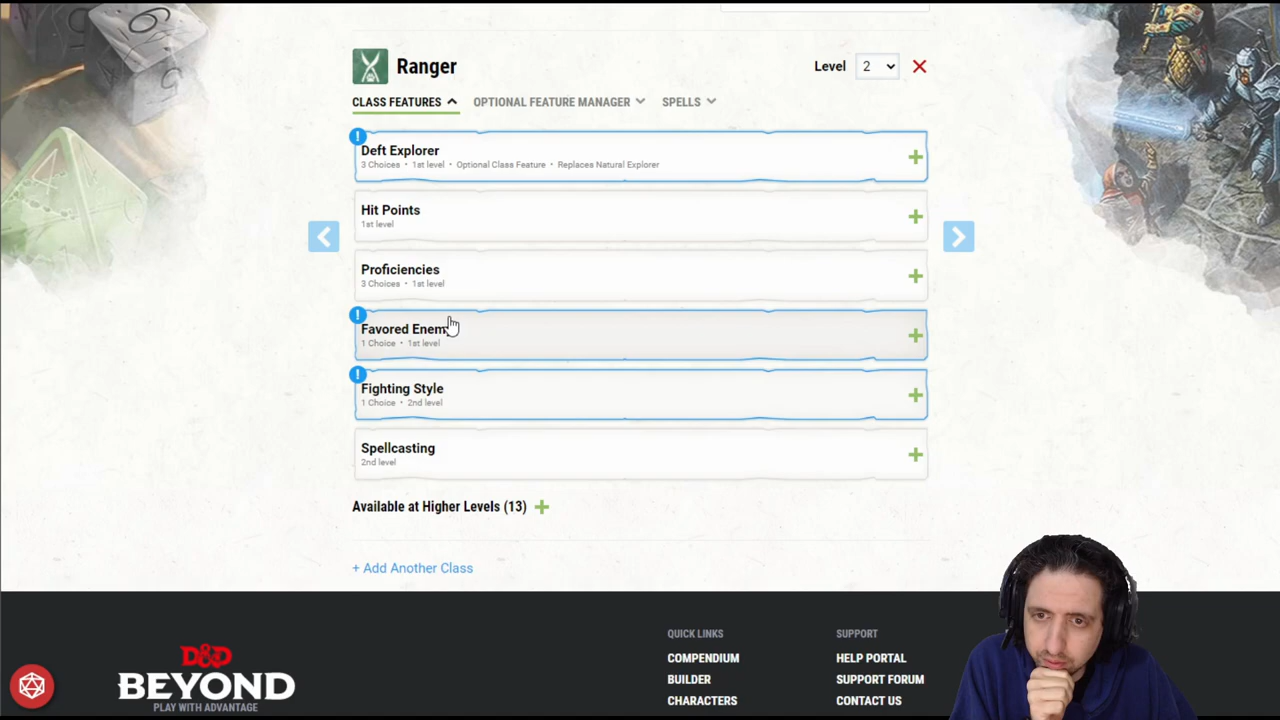 Ranger
Level 2
CLASS FEATURES
OPTIONAL FEATURE MANAGER
SPELLS
!
Deft Explorer
3 Choices • 1st level • Optional Class Feature • Replaces Natural Explorer
Hit Points
1st level
Proficiencies
3 Choices • 1st level
!
Favored Enem
1 Choice • 1st level
!
Fighting Style
1 Choice • 2nd level
Spellcasting
2nd level
Available at Higher Levels (13)
+ Add Another Class
D&D
BEYOND
PLAY WITH ADVANTAGE
QUICK LINKS
COMPENDIUM
BUILDER
CHARACTERS
SUPPORT
HELP PORTAL
SUPPORT FORUM
CONTACT US